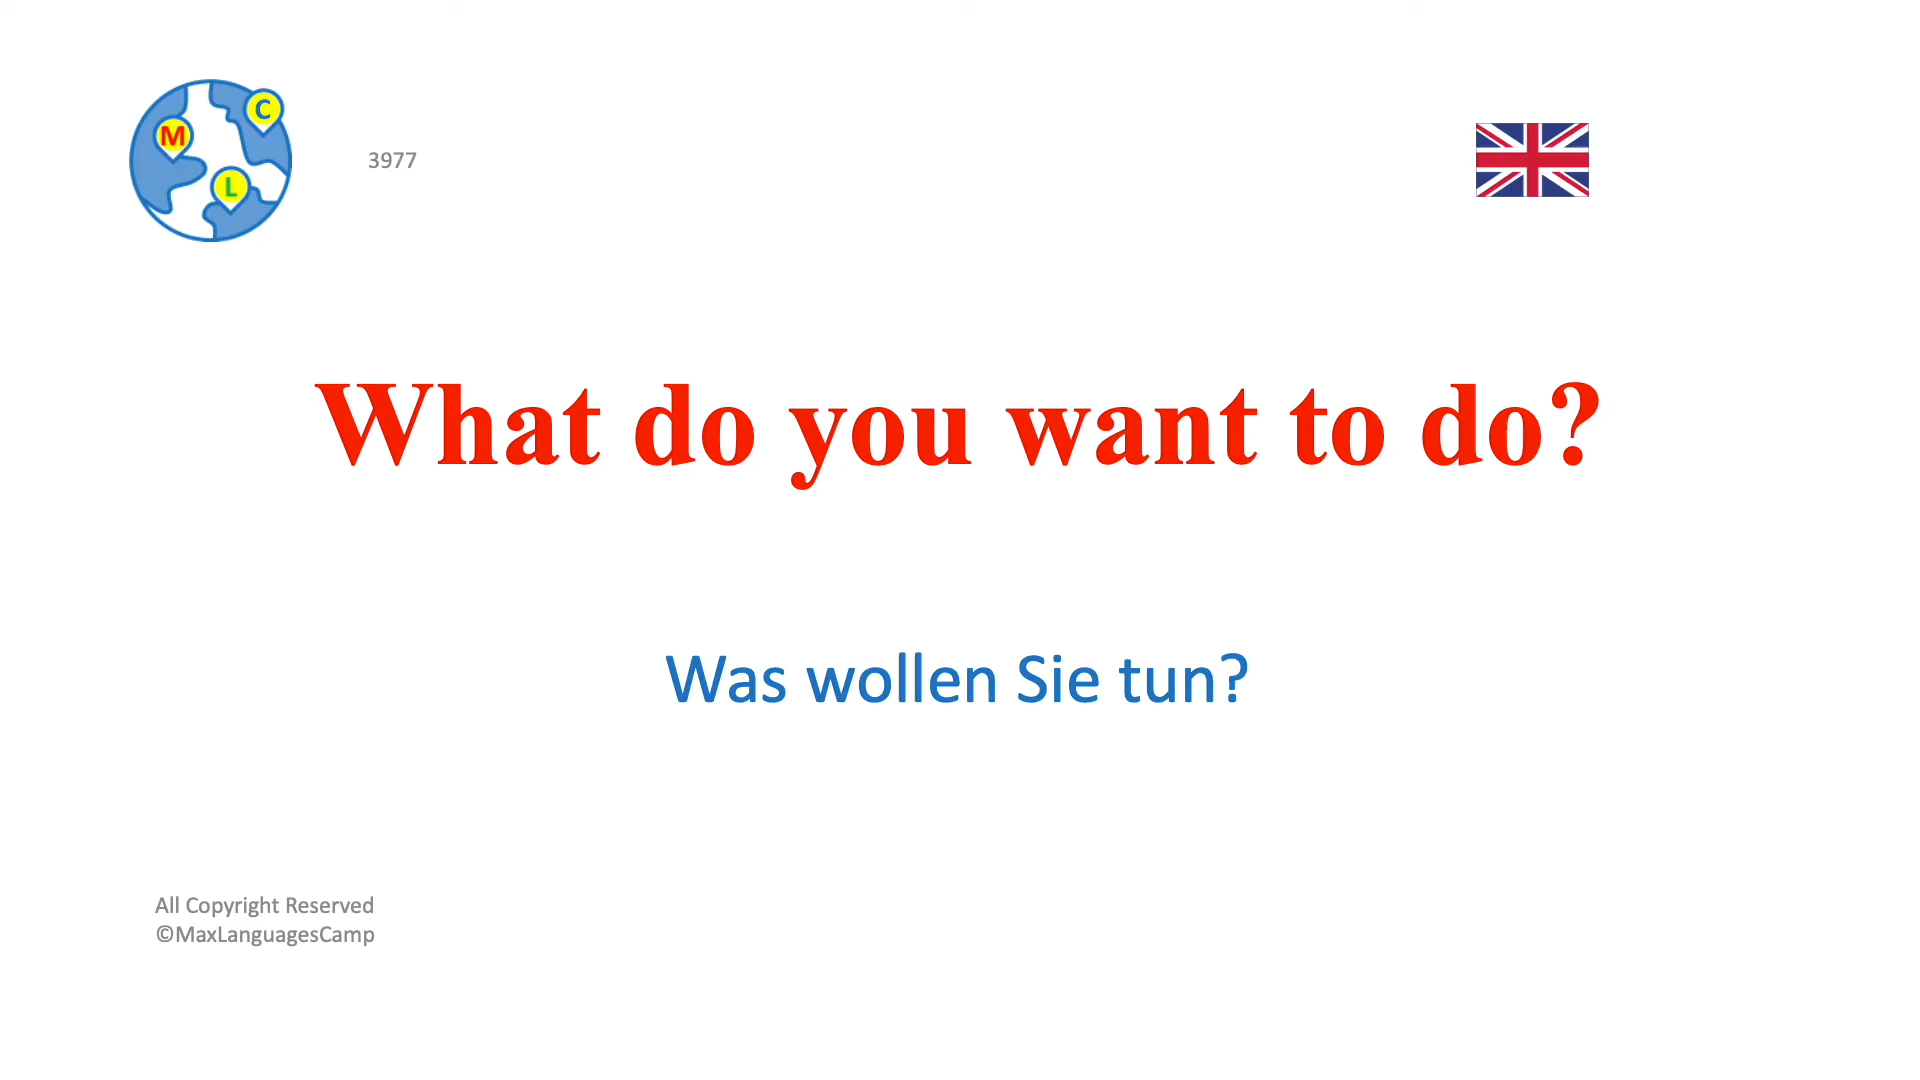 M
C
L
3977
What do you want to do?
Was wollen Sie tun?
All Copyright Reserved
©MaxLanguagesCamp